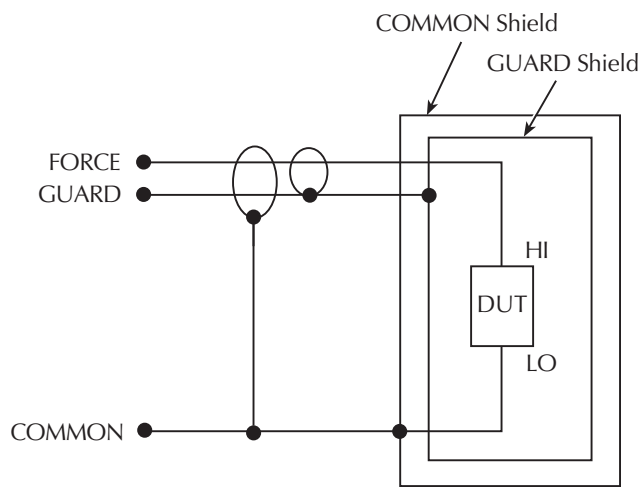 COMMON Shield
GUARD Shield
FORCE
GUARD
HI
DUT
LO
COMMON